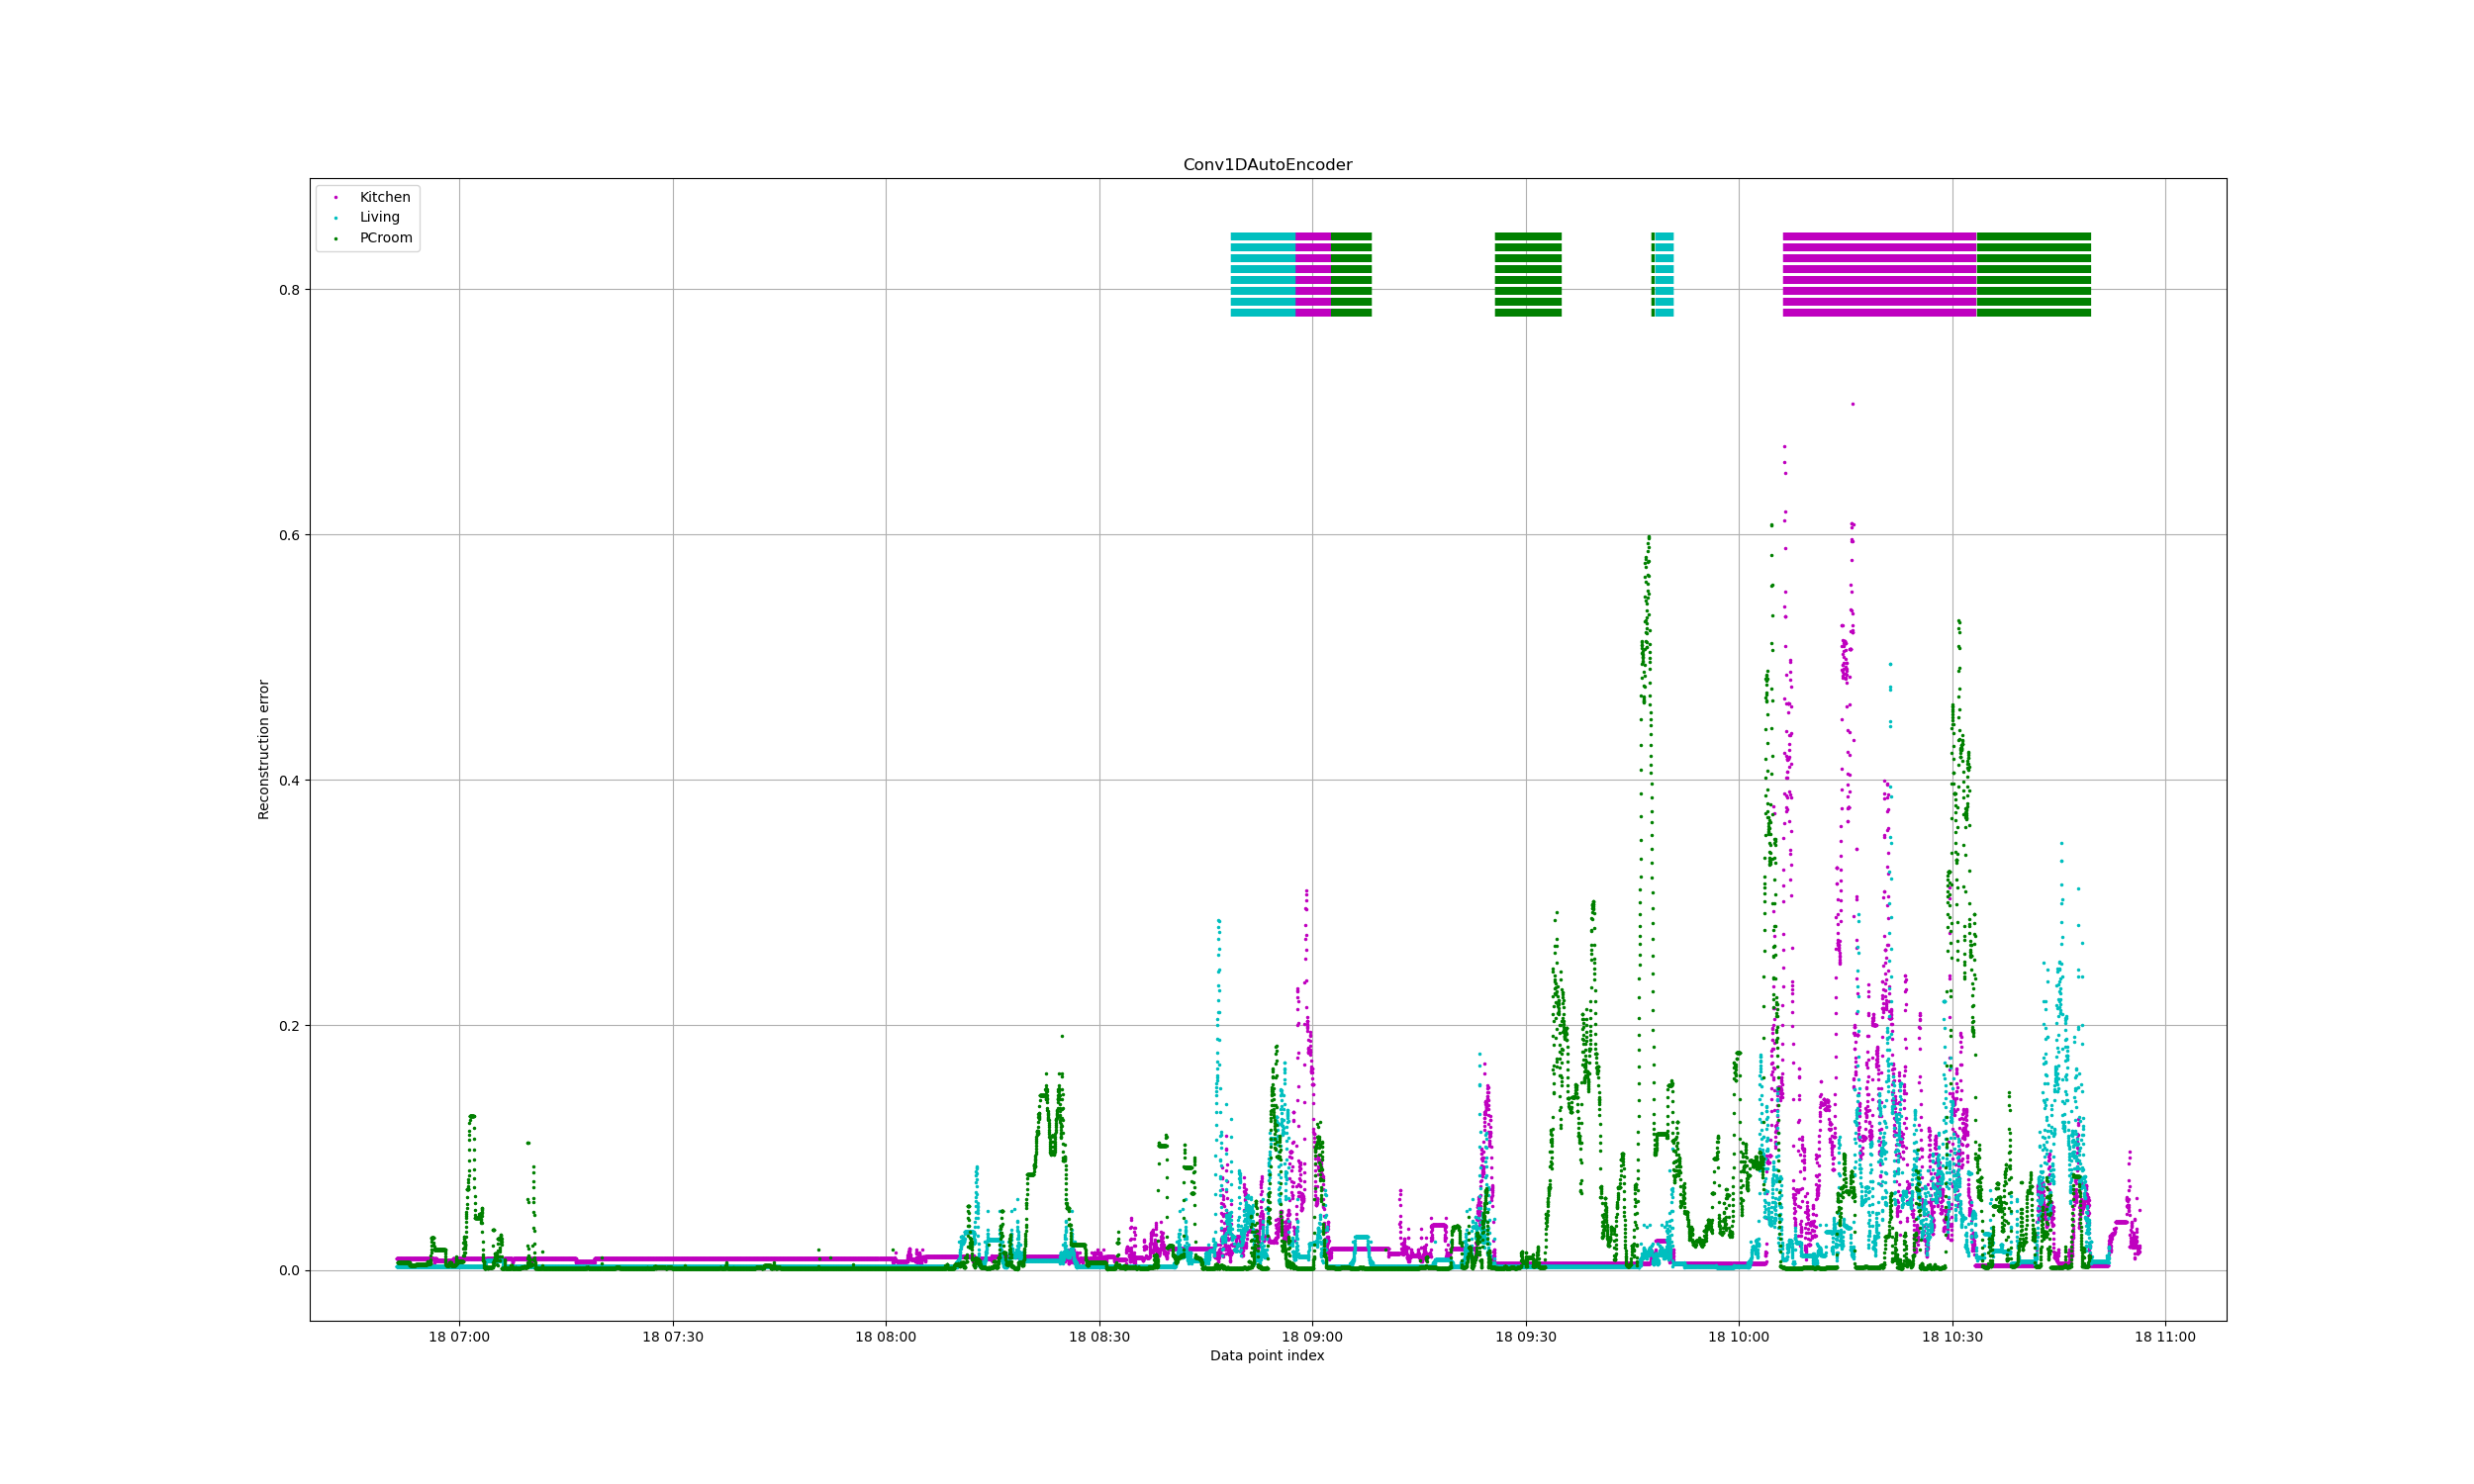 Conv1DAutoEncoder
Kitchen
Living
PCroom
0.8
0.6
0.4
0.2
0.0
Reconstruction error
18 07:00 18 07:30 18 08:00 18 08:30 18 09:00 18 09:30 18 10:00 18 10:30 18 11:00
Data point index